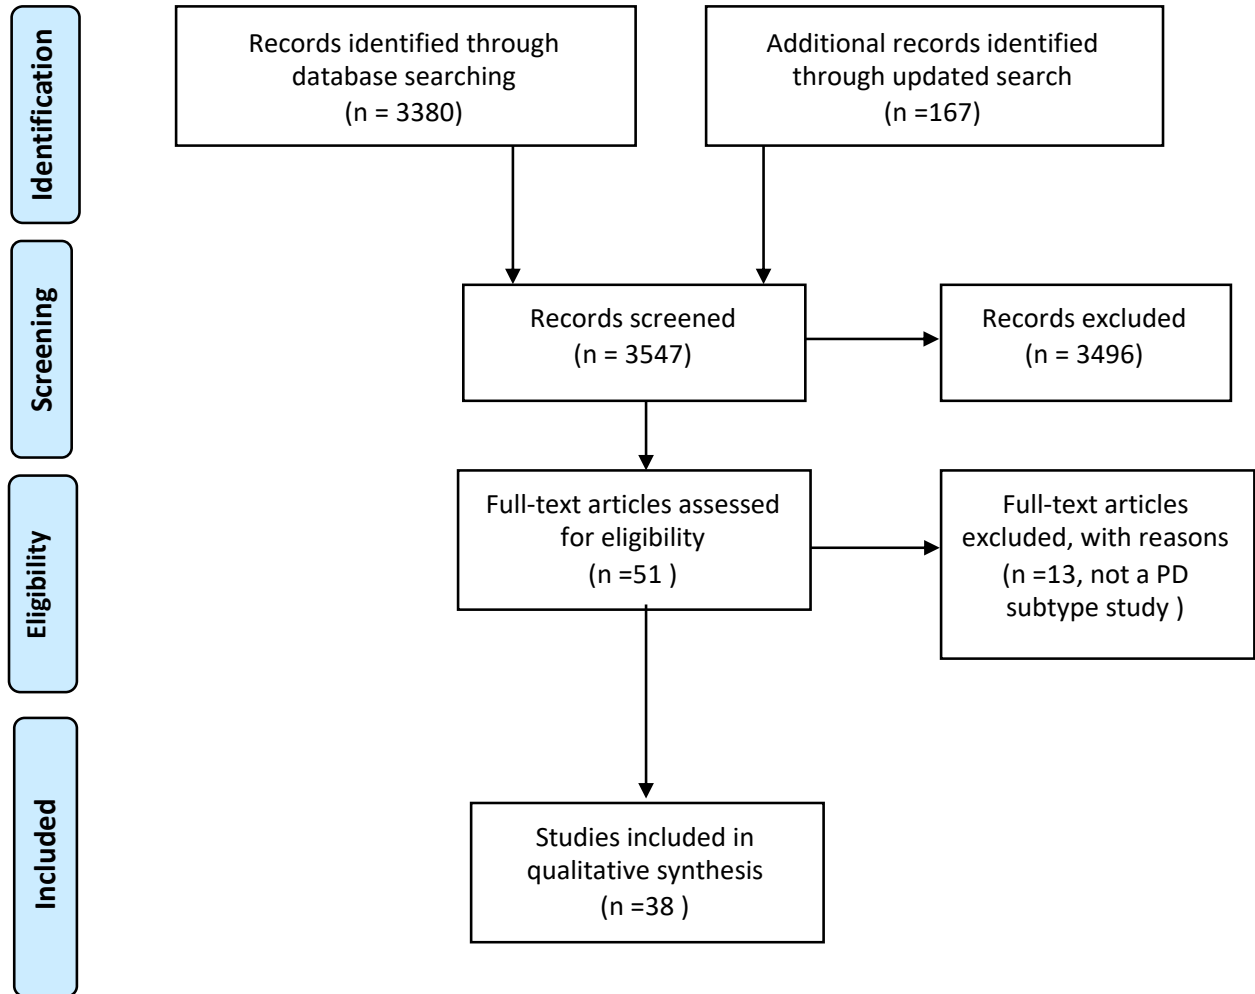 Identification
Records identified through
database searching
(n = 3380)
Additional records identified
through updated search
(n =167)
Screening
Records screened
(n = 3547)
Records excluded
(n = 3496)
Eligibility
Full-text articles assessed
for eligibility
(n =51 )
Full-text articles
excluded, with reasons
(n =13, not a PD
subtype study )
Included
Studies included in
qualitative synthesis
(n =38 )